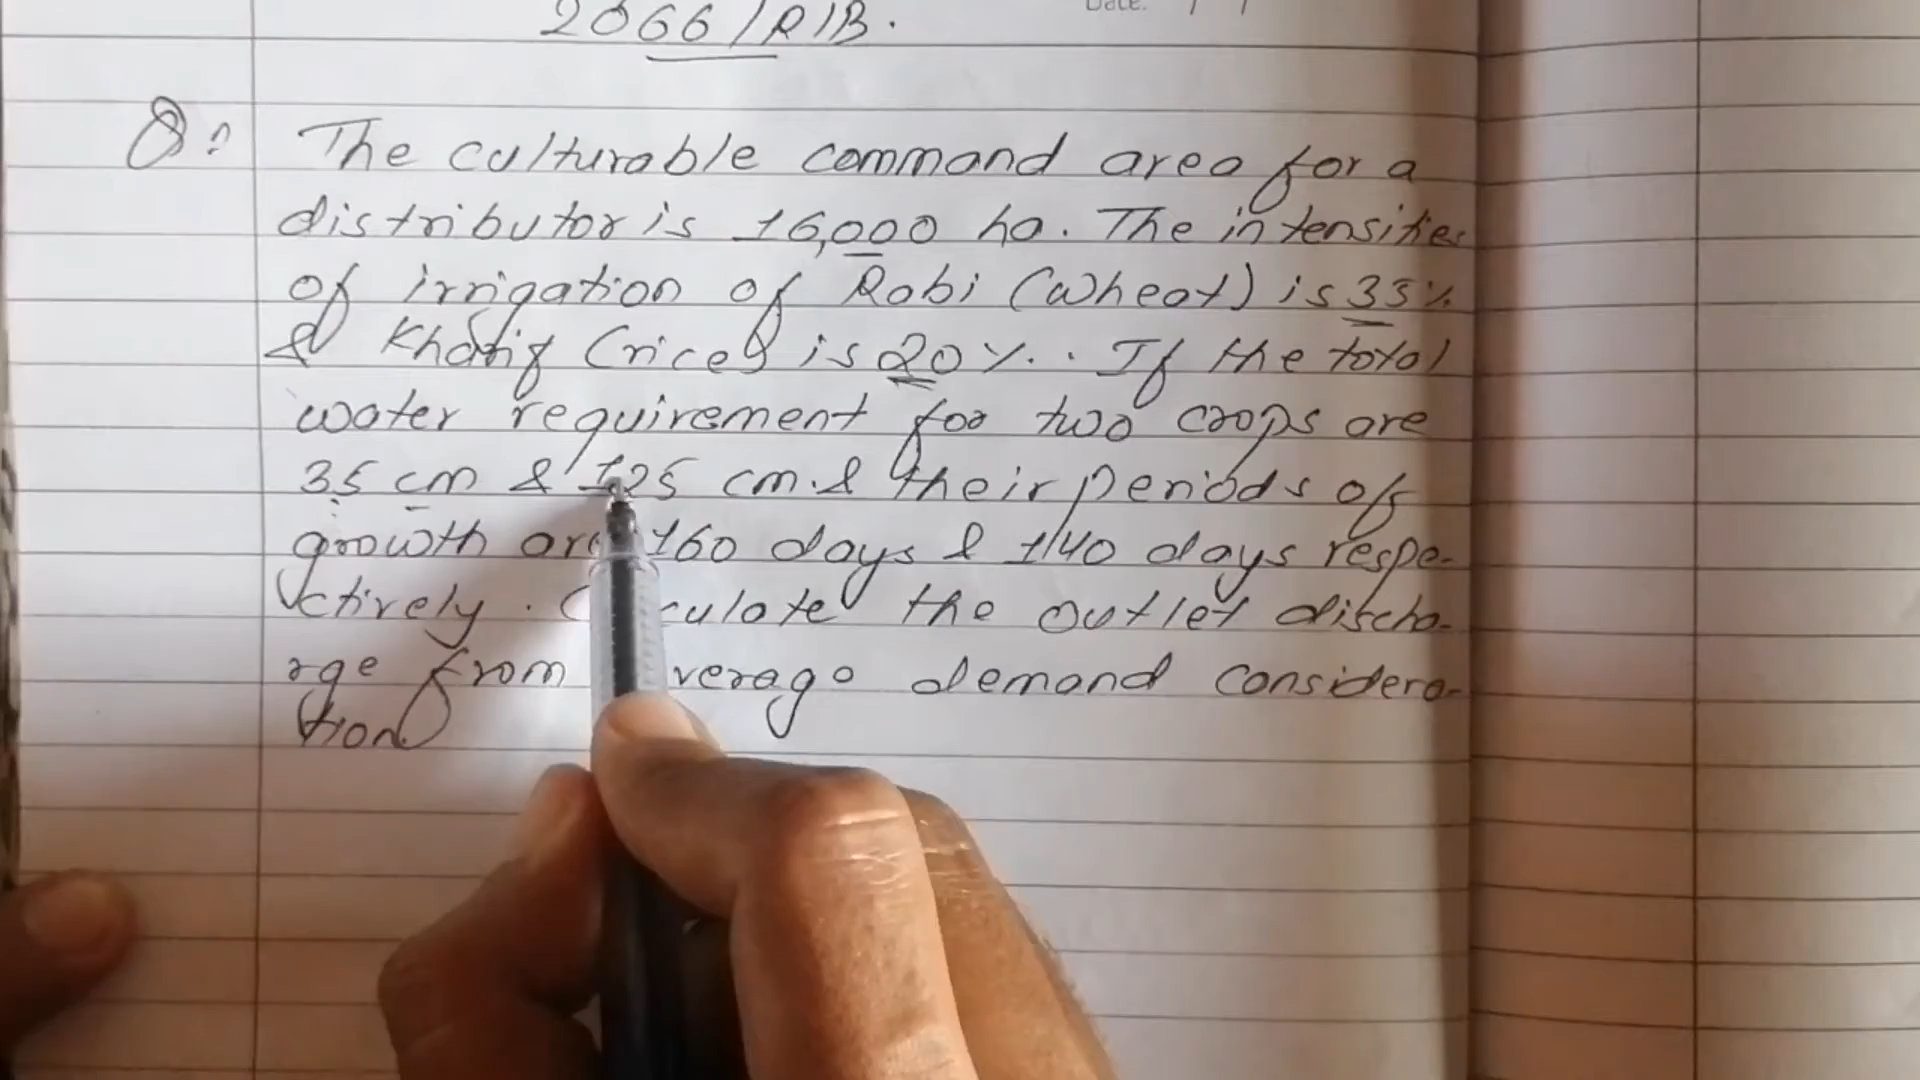 2066/R/B.
Date. / /
Q: The culturable command area for a
distributor is 16,000 ha. The intensities
of irrigation of Rabi (wheat) is 35%
& Kharif (rice) is 20%. If the total
water requirement for two crops are
35 cm & 125 cm. & their periods of
growth are 160 days & 140 days respe-
ctively. C culate the outlet discha-
rge from verage demand considera-
tion.